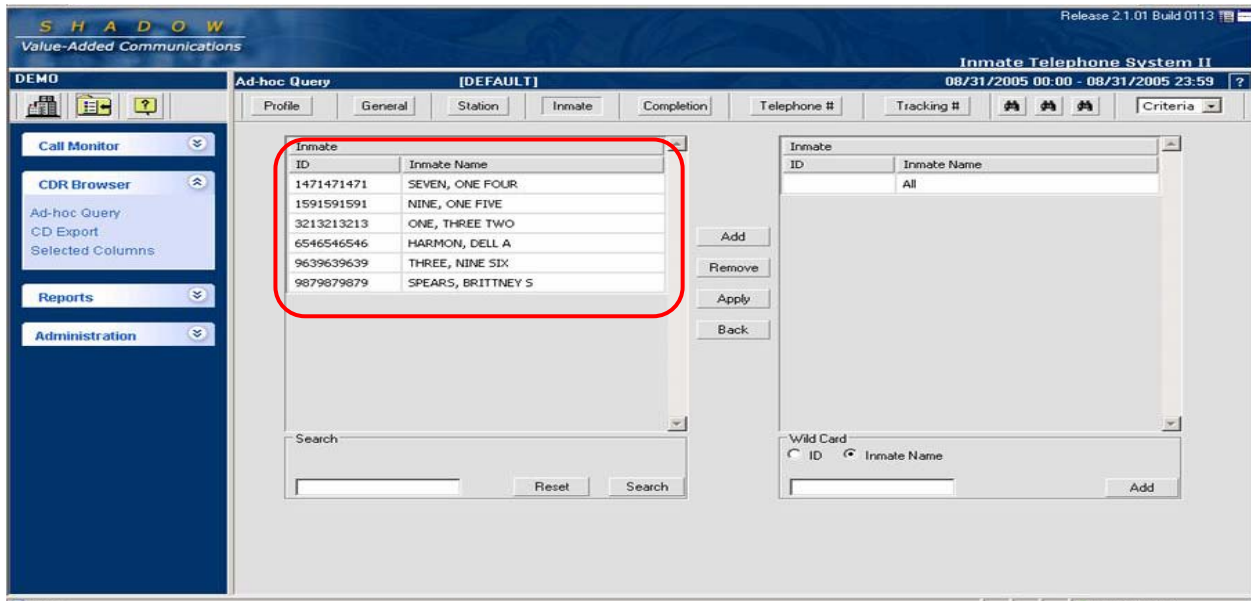 S H A D O W
Value-Added Communications
Release 2.1.01 Build 0113
Inmate Telephone System II
DEMO
Ad-hoc Query [DEFAULT] 08/31/2005 00:00 - 08/31/2005 23:59 ?
Profile General Station Inmate Completion Telephone # Tracking # Criteria
Call Monitor
CDR Browser
Ad-hoc Query
CD Export
Selected Columns
Reports
Administration
Inmate
ID Inmate Name
1471471471 SEVEN, ONE FOUR
1591591591 NINE, ONE FIVE
3213213213 ONE, THREE TWO
6546546546 HARMON, DELL A
9639639639 THREE, NINE SIX
9879879879 SPEARS, BRITTNEY S
Add
Remove
Apply
Back
Inmate
ID Inmate Name
All
Search
Reset Search
Wild Card
ID Inmate Name
Add